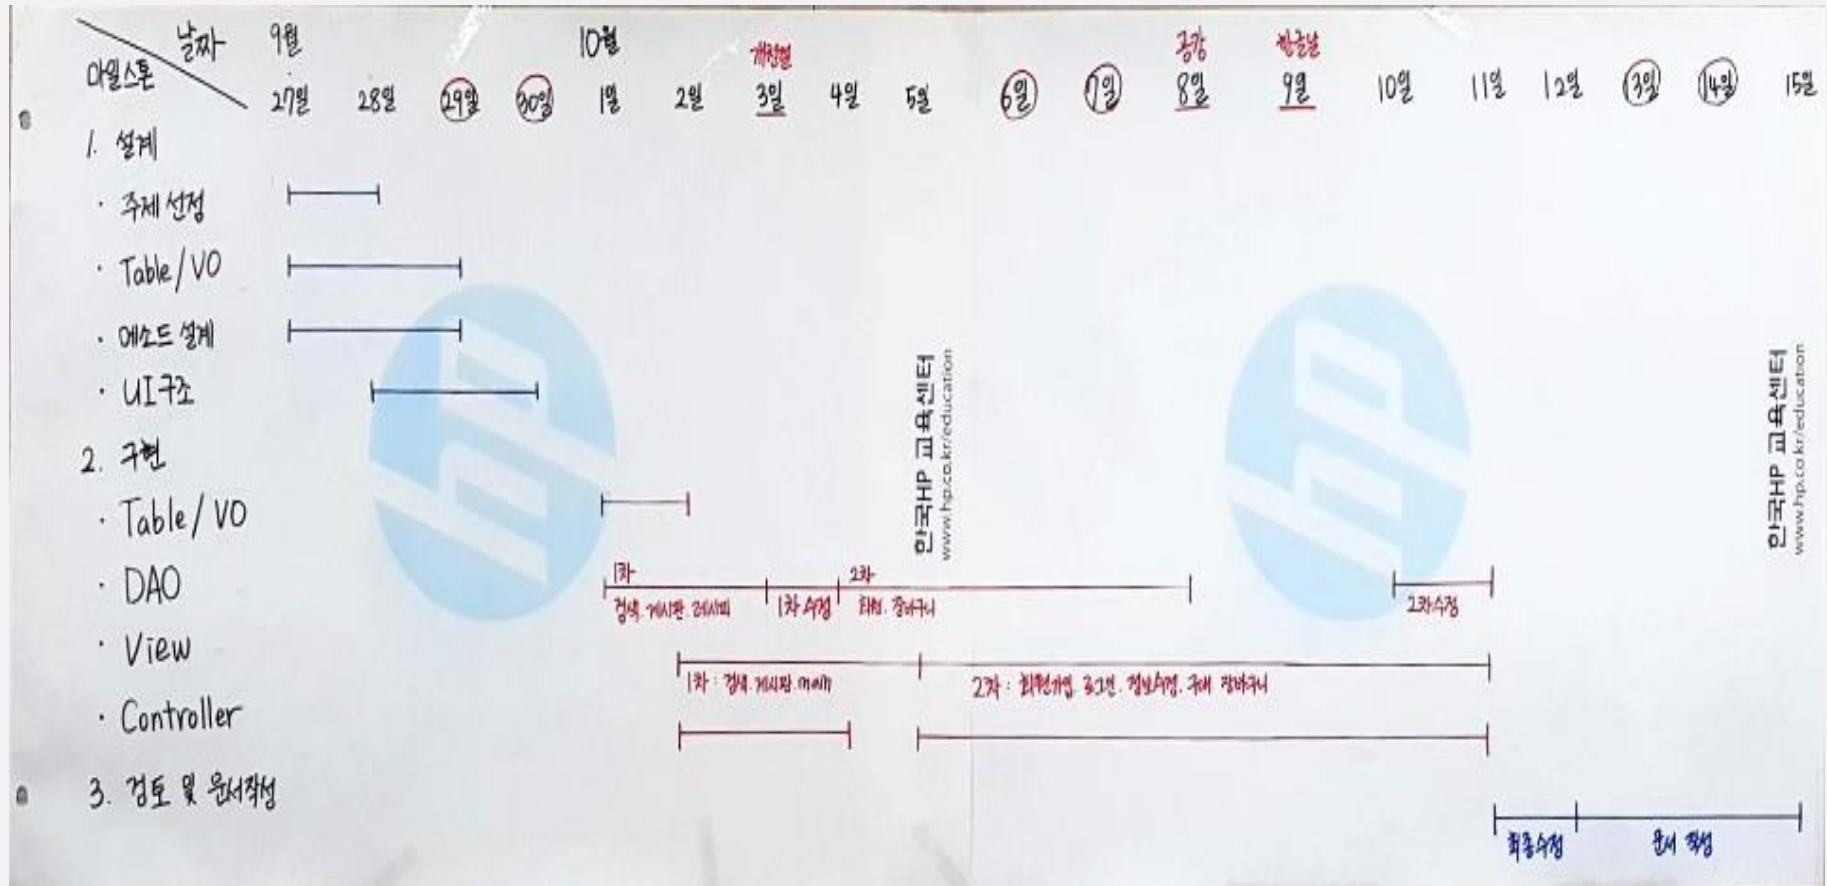 날짜 9월 10월 개천절 공강 한글날
마일스톤
27일 28일 29일 30일 1일 2일 3일 4일 5일 6일 7일 8일 9일 10일 11일 12일 13일 14일 15일
1. 설계
· 주제 선정
· Table/VO
· 메소드 설계
· UI구조
2. 구현
· Table/VO
· DAO
1차 2차
검색. 게시판. 레시피 1차 수정 회원. 장바구니 2차수정
· View
1차 : 검색. 게시판. main 2차 : 회원가입. 로그인. 정보수정. 구매 장바구니
· Controller
3. 검토 및 문서작성
최종수정 문서 작성
hp
한국HP 교육센터
www.hp.co.kr/education
hp
한국HP 교육센터
www.hp.co.kr/education